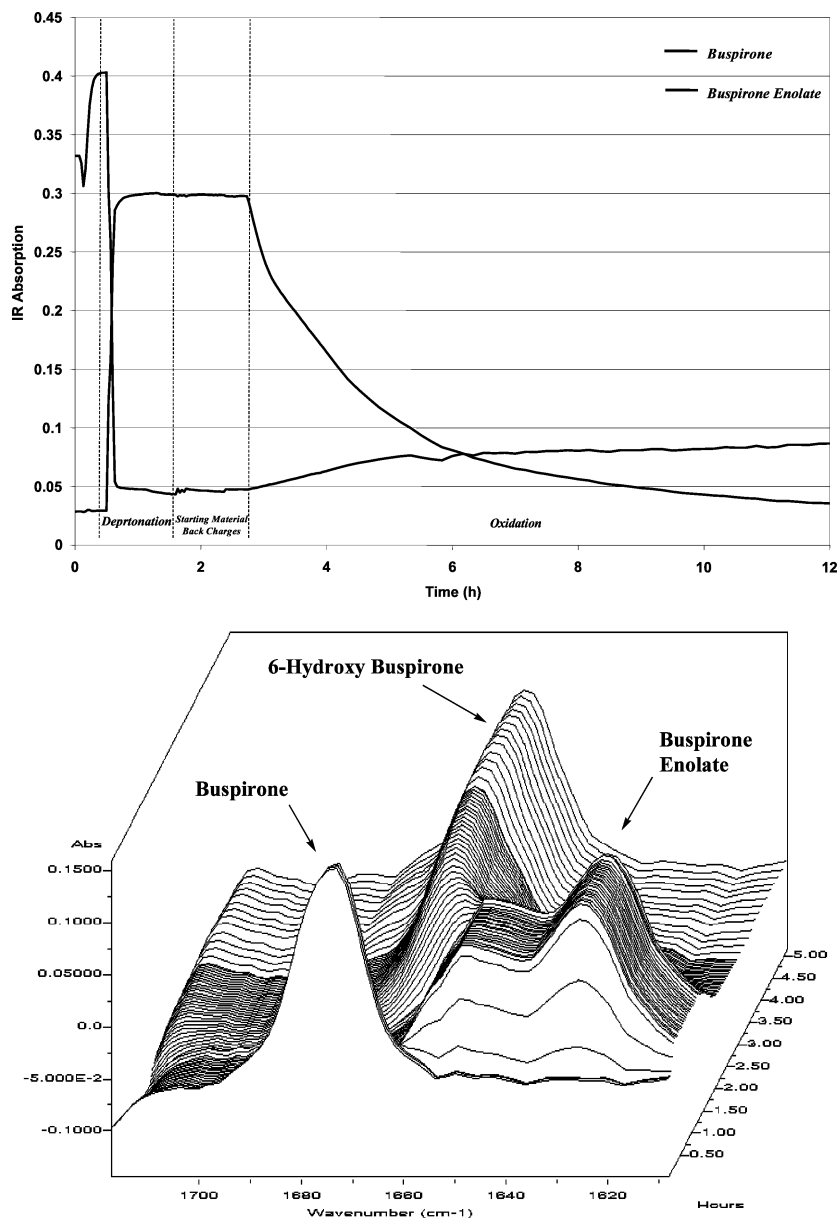 0.45
0.4
0.35
0.3
0.25
0.2
0.15
0.1
0.05
0
IR Absorption
Buspirone
Buspirone Enolate
Deprtonation
Starting Material
Back Charges
Oxidation
0
2
4
6
8
10
12
Time (h)
6-Hydroxy Buspirone
Buspirone
Enolate
Buspirone
Abs
0.1500
0.1000
0.05000
0.0
-5.000E-2
-0.1000
5.00
4.50
4.00
3.50
3.00
2.50
2.00
1.50
1.00
0.50
Hours
1700
1680
1660
1640
1620
Wavenumber (cm-1)